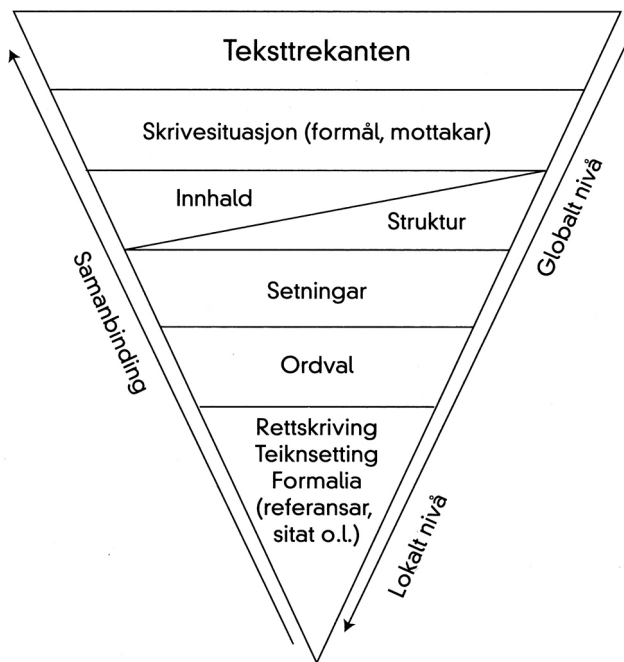 Teksttrekanten
Skrivesituasjon (formål, mottakar)
Innhald
Struktur
Setningar
Ordval
Rettskriving
Teiknsetting
Formalia
(referansar,
sitat o.l.)
Samanbinding
Globalt nivå
Lokalt nivå